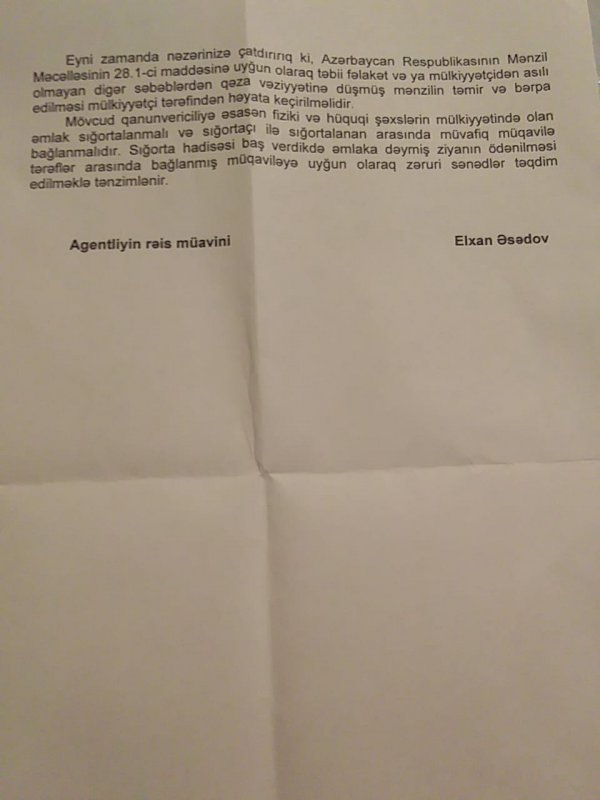 Eyni zamanda nəzərinizə çatdırırıq ki, Azərbaycan Respublikasının Mənzil
Məcəlləsinin 28.1-ci maddəsinə uyğun olaraq təbii fəlakət və ya mülkiyyətçidən asılı
olmayan digər səbəblərdən qəza vəziyyətinə düşmüş mənzilin təmir və bərpa
edilməsi mülkiyyətçi tərəfindən həyata keçirilməlidir.
Mövcud qanunvericiliyə əsasən fiziki və hüquqi şəxslərin mülkiyyətində olan
əmlak sığortalanmalı və sığortaçı ilə sığortalanan arasında müvafiq müqavilə
bağlanmalıdır. Sığorta hadisəsi baş verdikdə əmlaka dəymiş ziyanın ödənilməsi
tərəflər arasında bağlanmış müqaviləyə uyğun olaraq zəruri sənədlər təqdim
edilməklə tənzimlənir.
Agentliyin rəis müavini
Elxan Əsədov